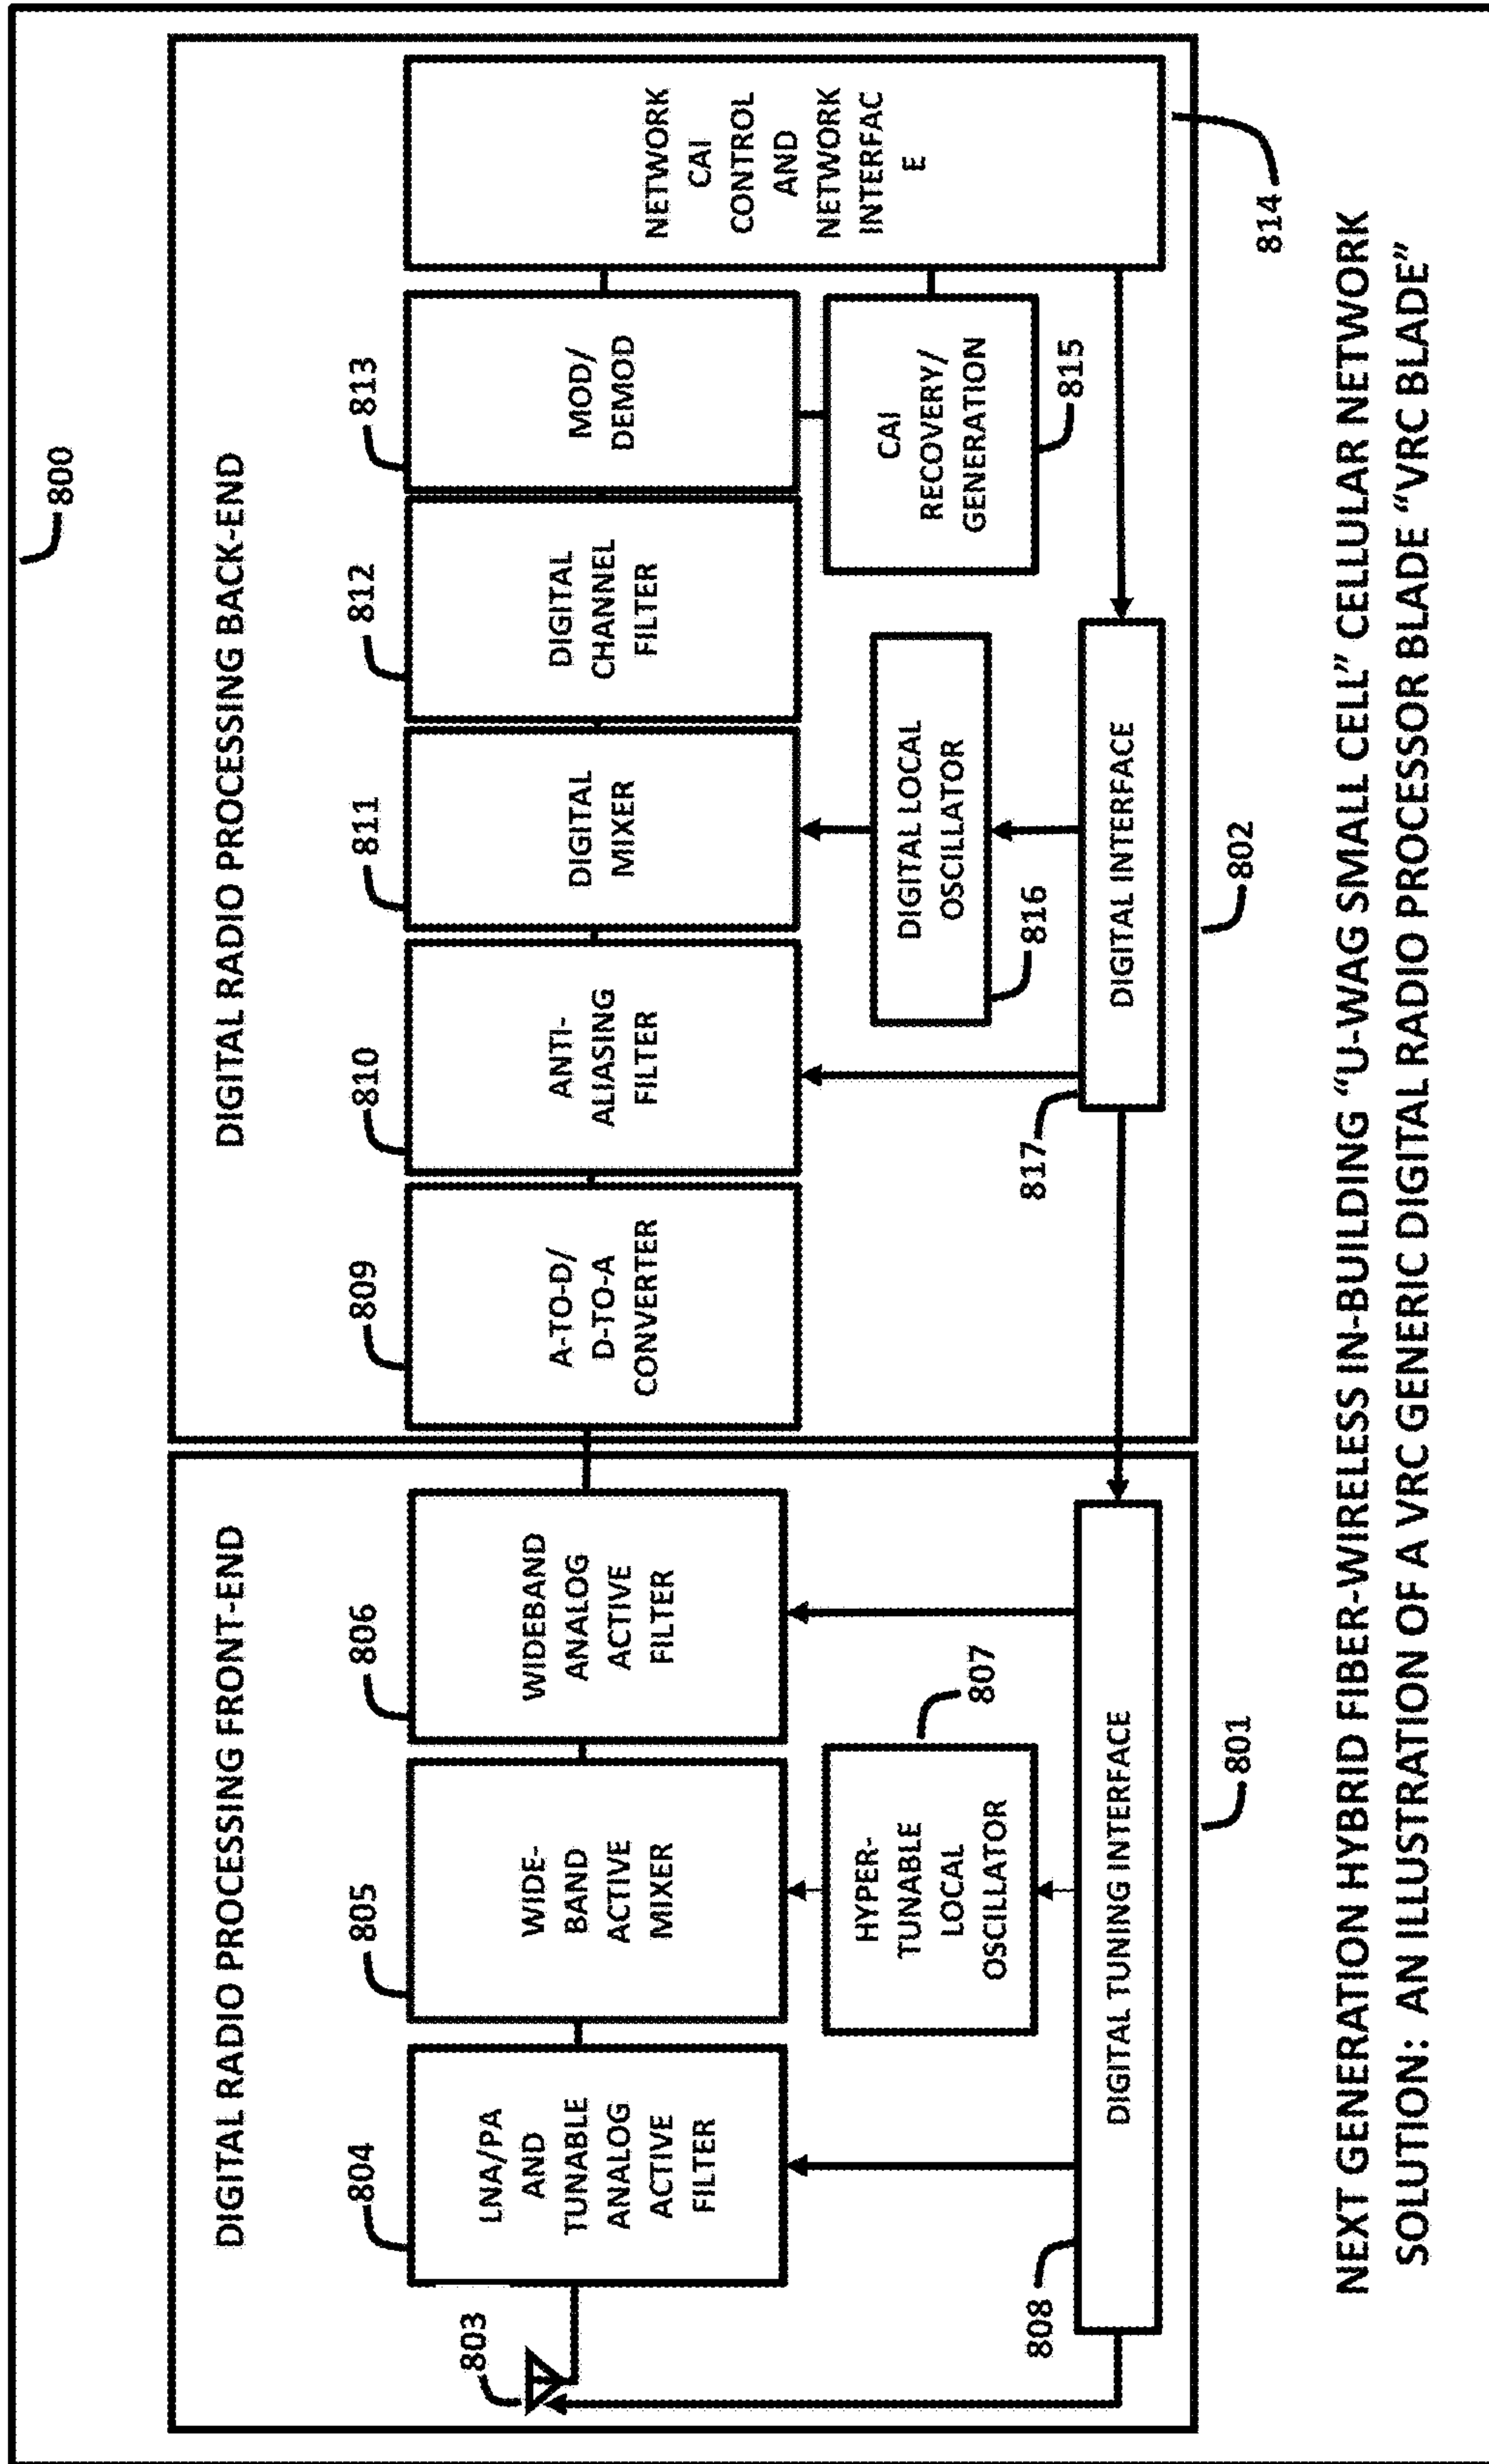 800
DIGITAL RADIO PROCESSING FRONT-END
DIGITAL RADIO PROCESSING BACK-END
803
804
LNA/PA
AND
TUNABLE
ANALOG
ACTIVE
FILTER
805
WIDE-
BAND
ACTIVE
MIXER
806
WIDEBAND
ANALOG
ACTIVE
FILTER
HYPER-
TUNABLE
LOCAL
OSCILLATOR
807
808
DIGITAL TUNING INTERFACE
801
809
A-TO-D/
D-TO-A
CONVERTER
810
ANTI-
ALIASING
FILTER
811
DIGITAL
MIXER
812
DIGITAL
CHANNEL
FILTER
813
MOD/
DEMOD
NETWORK
CAI
CONTROL
AND
NETWORK
INTERFAC
E
814
CAI
RECOVERY/
GENERATION
815
DIGITAL LOCAL
OSCILLATOR
816
817
DIGITAL INTERFACE
802
NEXT GENERATION HYBRID FIBER-WIRELESS IN-BUILDING “U-WAG SMALL CELL” CELLULAR NETWORK
SOLUTION: AN ILLUSTRATION OF A VRC GENERIC DIGITAL RADIO PROCESSOR BLADE “VRC BLADE”